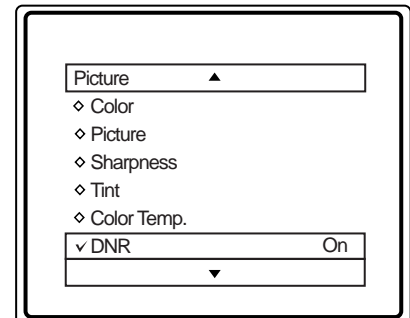 Picture ▲
◇ Color
◇ Picture
◇ Sharpness
◇ Tint
◇ Color Temp.
✓ DNR On
▼